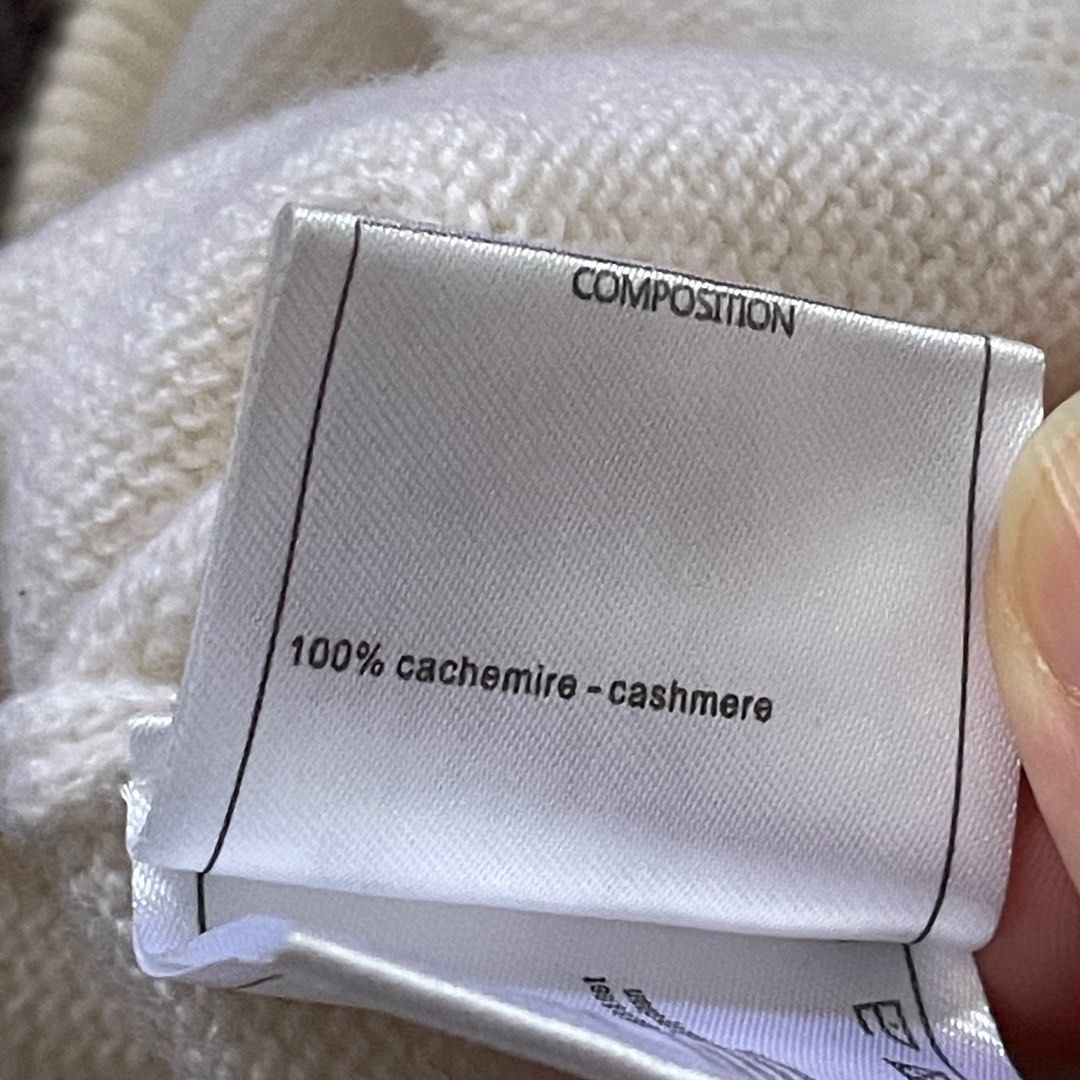 COMPOSITION
100% cachemire - cashmere